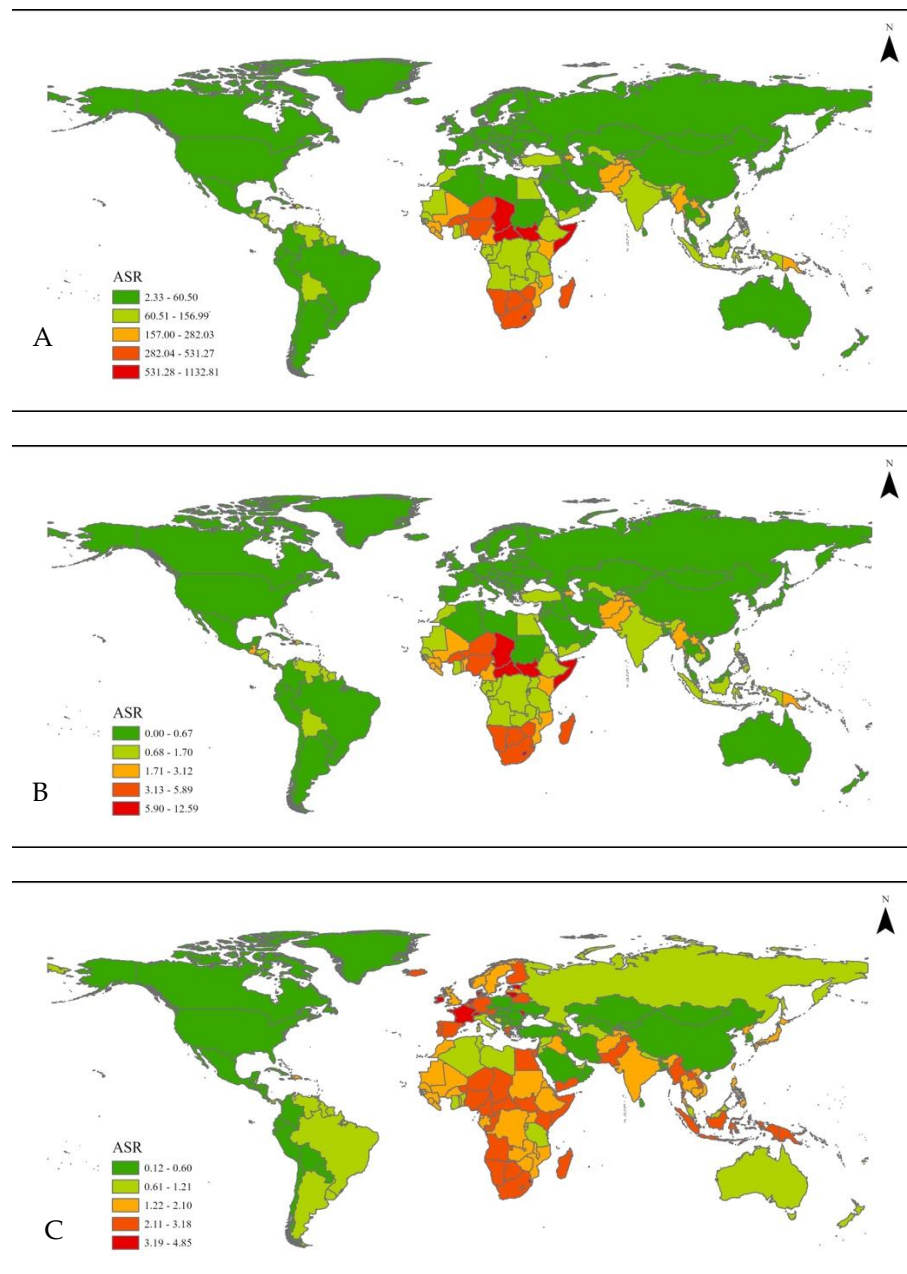 N
ASR
2.33 - 60.50
60.51 - 156.99
157.00 - 282.03
282.04 - 531.27
531.28 - 1132.81
A
N
ASR
0.00 - 0.67
0.68 - 1.70
1.71 - 3.12
3.13 - 5.89
5.90 - 12.59
B
N
ASR
0.12 - 0.60
0.61 - 1.21
1.22 - 2.10
2.11 - 3.18
3.19 - 4.85
C